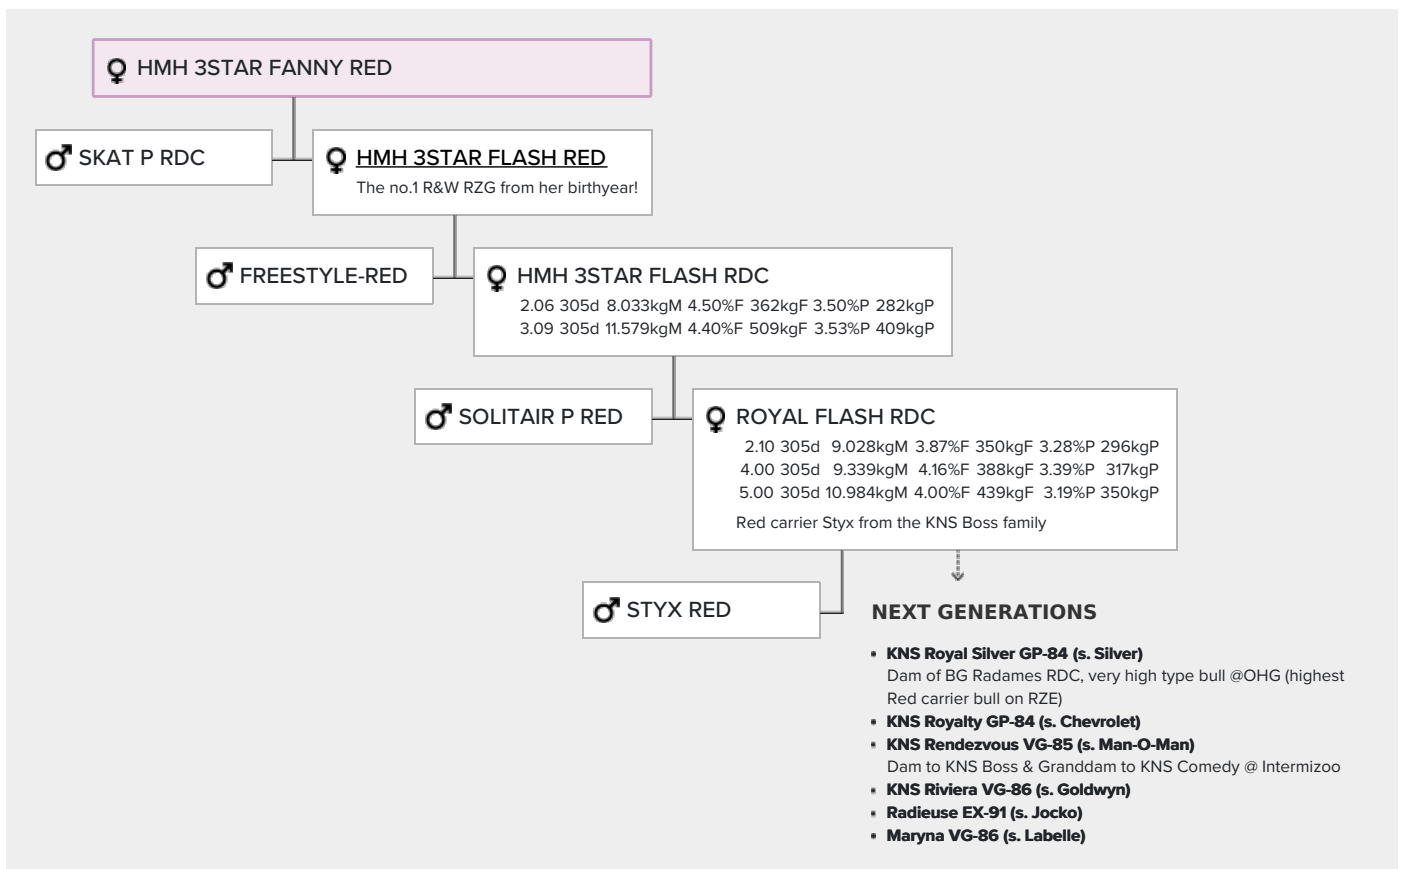 HMH 3STAR FANNY RED
SKAT P RDC
HMH 3STAR FLASH RED
The no.1 R&W RZG from her birthyear!
FREESTYLE-RED
HMH 3STAR FLASH RDC
2.06 305d 8.033kgM 4.50%F 362kgF 3.50%P 282kgP
3.09 305d 11.579kgM 4.40%F 509kgF 3.53%P 409kgP
SOLITAIR P RED
ROYAL FLASH RDC
2.10 305d 9.028kgM 3.87%F 350kgF 3.28%P 296kgP
4.00 305d 9.339kgM 4.16%F 388kgF 3.39%P 317kgP
5.00 305d 10.984kgM 4.00%F 439kgF 3.19%P 350kgP
Red carrier Styx from the KNS Boss family
STYX RED
NEXT GENERATIONS
KNS Royal Silver GP-84 (s. Silver)
Dam of BG Radames RDC, very high type bull @OHG (highest
Red carrier bull on RZE)
KNS Royalty GP-84 (s. Chevrolet)
KNS Rendezvous VG-85 (s. Man-O-Man)
Dam to KNS Boss & Granddam to KNS Comedy @ Intermizoo
KNS Riviera VG-86 (s. Goldwyn)
Radieuse EX-91 (s. Jocko)
Maryna VG-86 (s. Labelle)